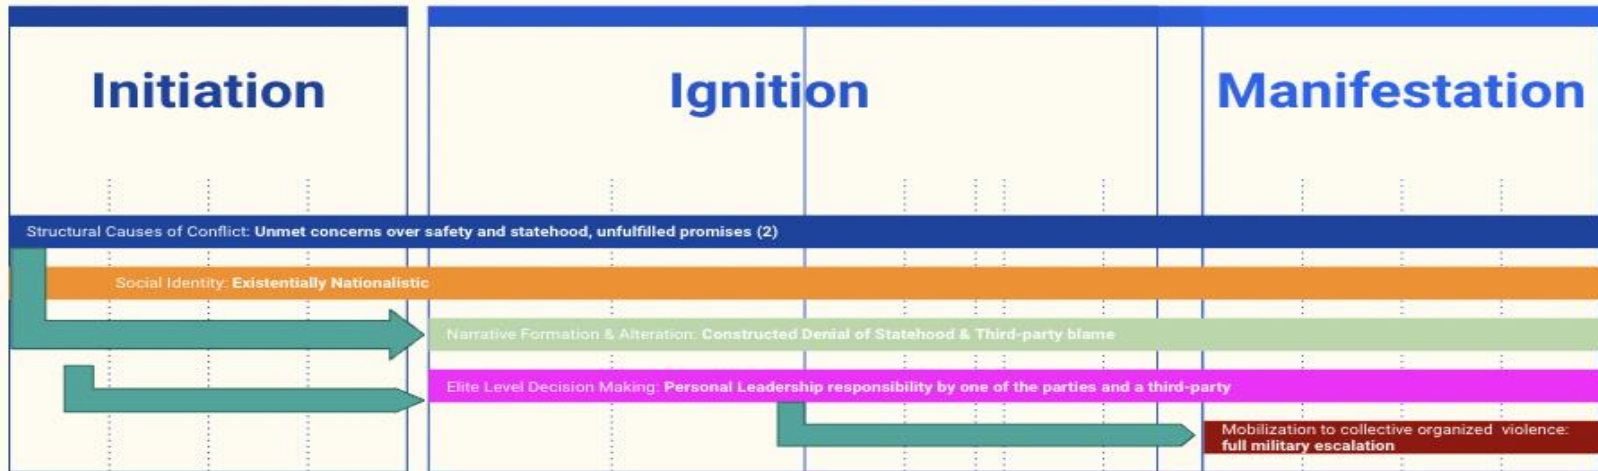 Initiation
Ignition
Manifestation
Structural Causes of Conflict: Unmet concerns over safety and statehood, unfulfilled promises (2)
Social Identity: Existentially Nationalistic
Narrative Formation & Alteration: Constructed Denial of Statehood & Third-party blame
Elite Level Decision Making: Personal Leadership responsibility by one of the parties and a third-party
Mobilization to collective organized violence:
full military escalation